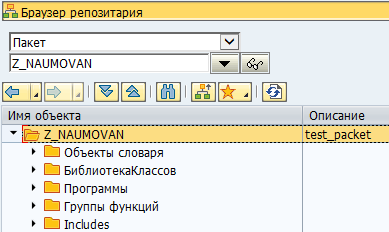 Браузер репозитария
Пакет
Z_NAUMOVAN
Имя объекта Описание
Z_NAUMOVAN test_packet
Объекты словаря
БиблиотекаКлассов
Программы
Группы функций
Includes